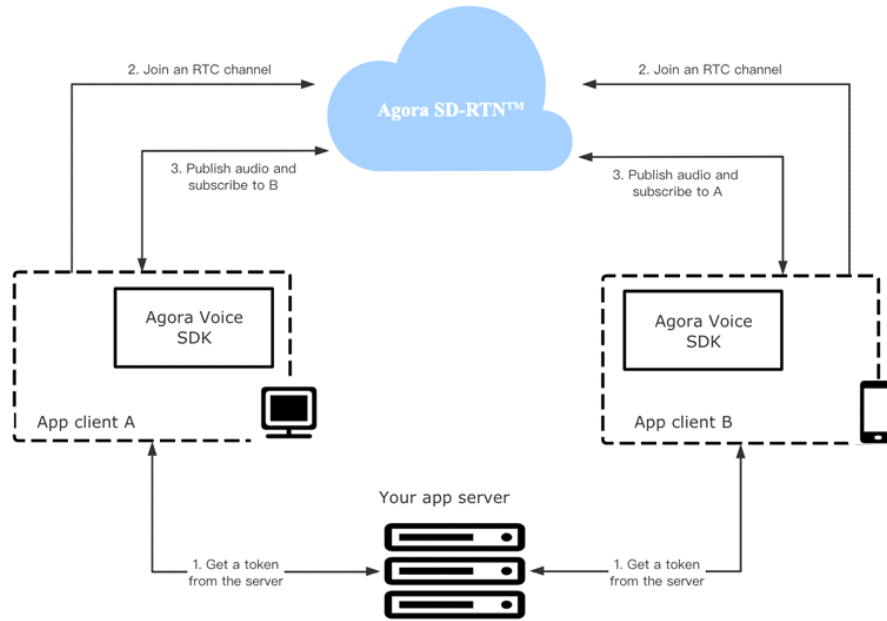 2. Join an RTC channel
2. Join an RTC channel
Agora SD-RTN™
3. Publish audio and
subscribe to B
3. Publish audio and
subscribe to A
Agora Voice
SDK
Agora Voice
SDK
App client A
App client B
Your app server
1. Get a token
from the server
1. Get a token
from the server